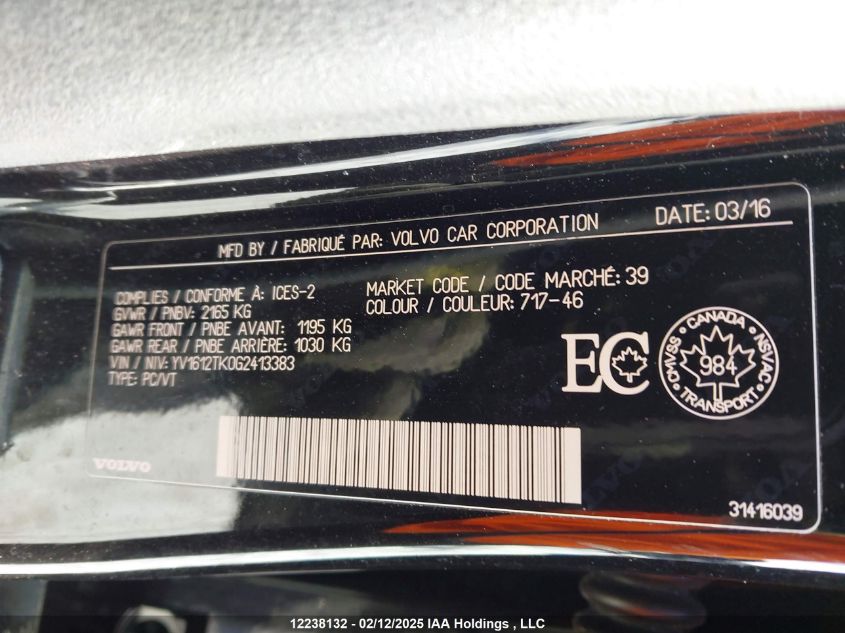 MFD BY / FABRIQUÉ PAR: VOLVO CAR CORPORATION
DATE: 03/16
COMPLIES / CONFORME À: ICES-2
GVWR / PNBV: 2165 KG
GAWR FRONT / PNBE AVANT: 1195 KG
GAWR REAR / PNBE ARRIÈRE: 1030 KG
VIN / NIV: YV1612TK0G2413383
TYPE: PC/VT
MARKET CODE / CODE MARCHÉ: 39
COLOUR / COULEUR: 717-46
EC
CANADA
CMVSS
984
NSVAC
TRANSPORT
VOLVO
31416039
12238132 - 02/12/2025 IAA Holdings , LLC